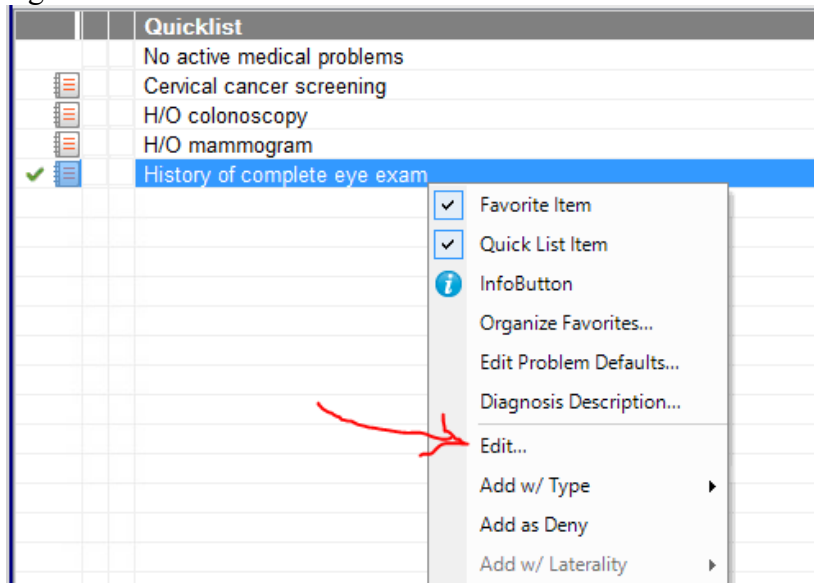 Quicklist
No active medical problems
Cervical cancer screening
H/O colonoscopy
H/O mammogram
History of complete eye exam
Favorite Item
Quick List Item
InfoButton
Organize Favorites...
Edit Problem Defaults...
Diagnosis Description...
Edit...
Add w/ Type
Add as Deny
Add w/ Laterality